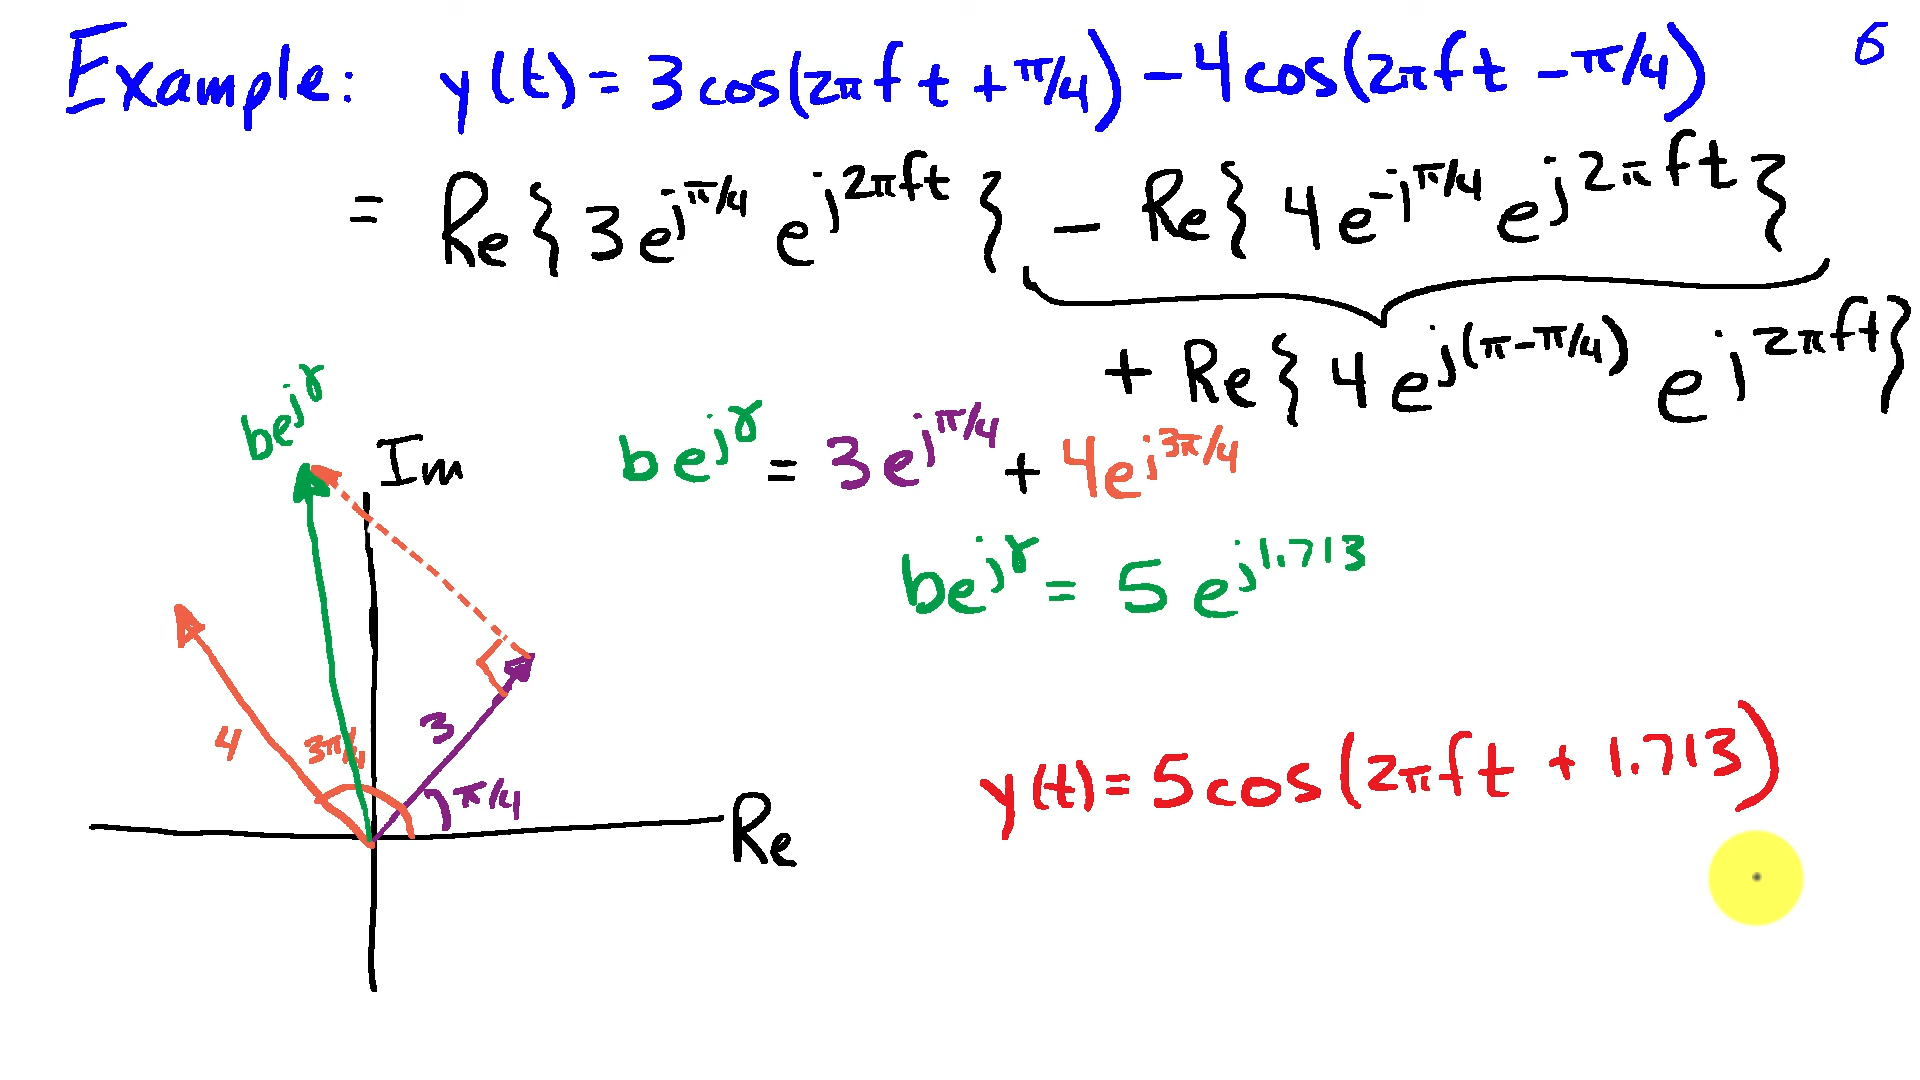 Example: y(t) = 3cos(2πft + π/4) - 4cos(2πft - π/4)
6
= Re{3e^{jπ/4} e^{j2πft}} - Re{4e^{-jπ/4} e^{j2πft}}
+ Re{4e^{j(π-π/4)} e^{j2πft}}
be^{jγ}
Im
be^{jγ} = 3e^{jπ/4} + 4e^{j3π/4}
be^{jγ} = 5e^{j1.713}
4
3π/4
3
π/4
Re
y(t) = 5cos(2πft + 1.713)